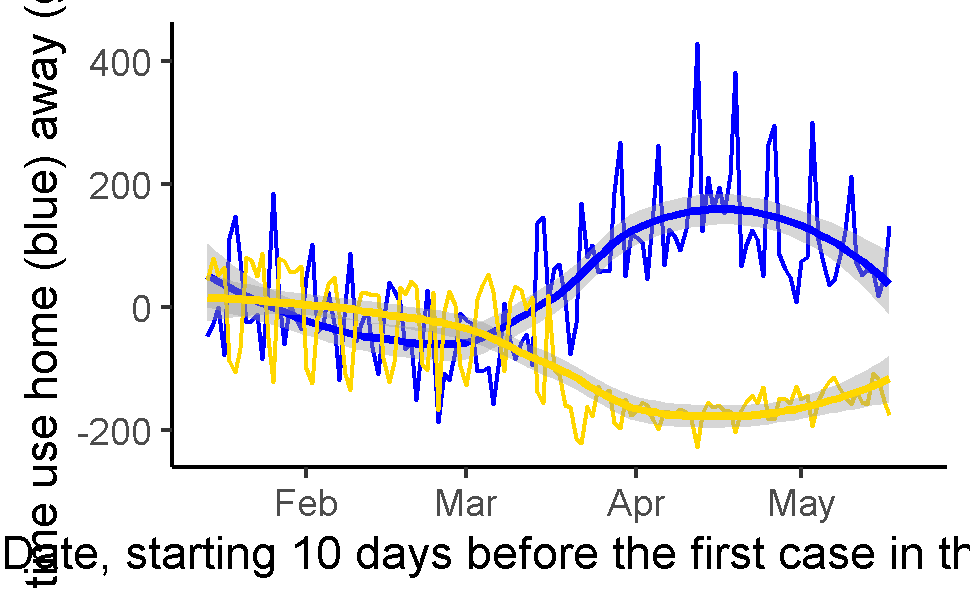 time use home (blue) away (
400
200
0
-200
Feb Mar Apr May
Date, starting 10 days before the first case in th